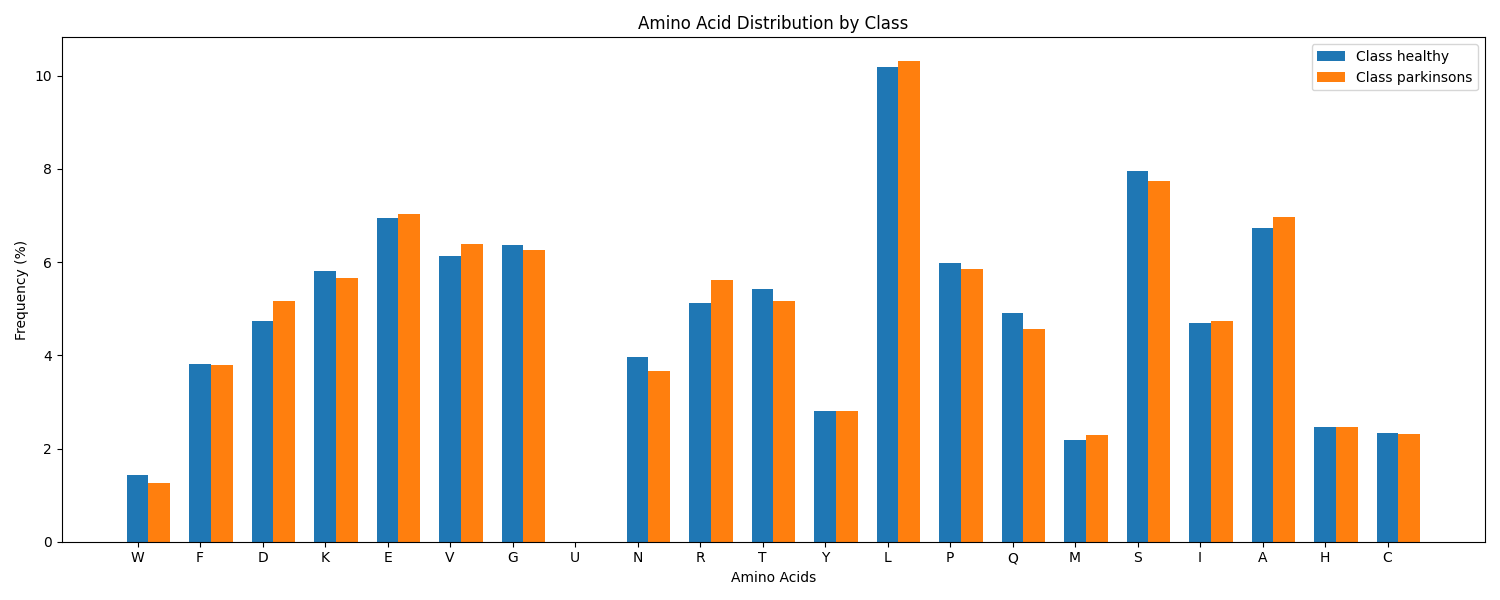 Amino Acid Distribution by Class
Class healthy
Class parkinsons
Frequency (%)
10
8
6
4
2
0
W F D K E V G U N R T Y L P Q M S I A H C
Amino Acids